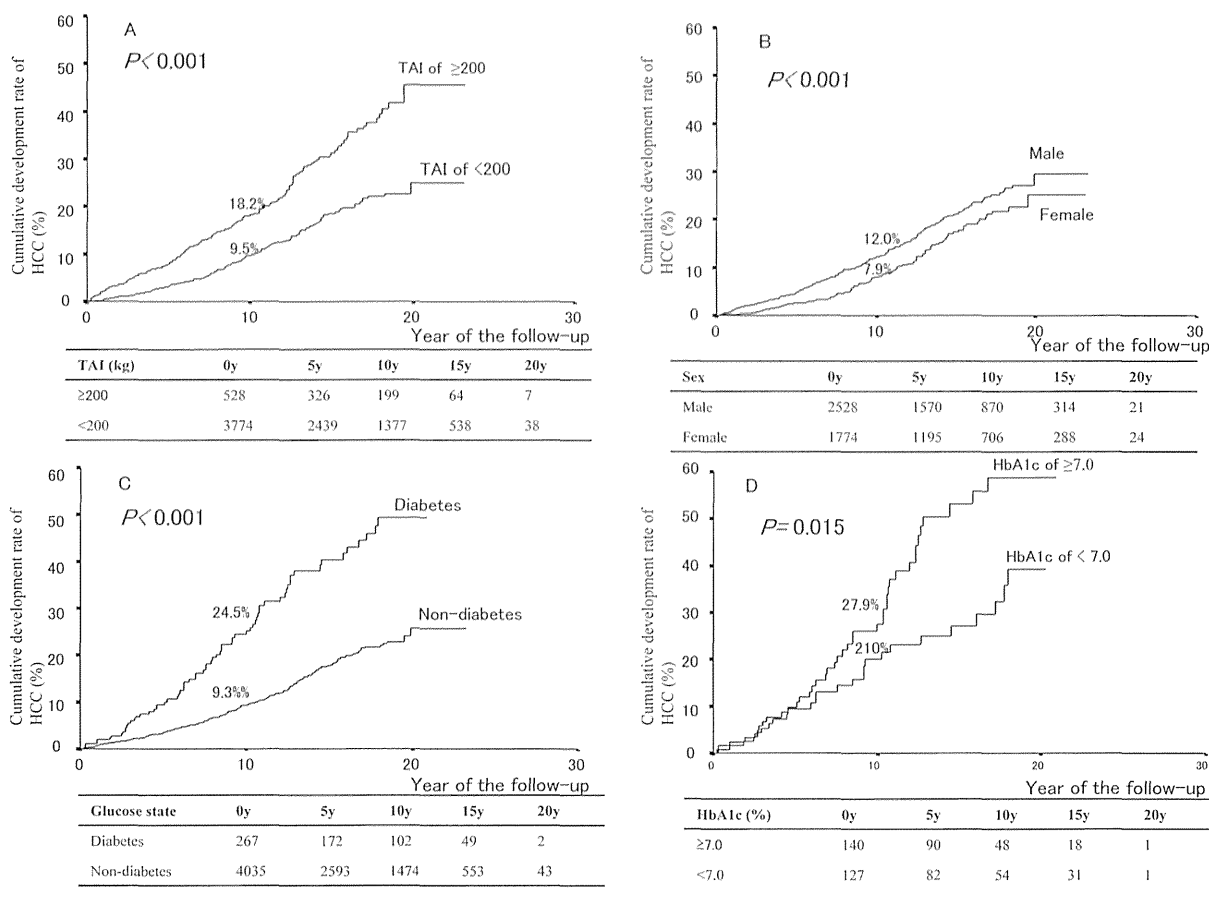 A
P< 0.001
Cumulative development rate of
HCC (%)
60
50
40
30
20
10
0
TAI of ≥200
TAI of <200
18.2%
9.5%
0 10 20 30
Year of the follow-up
TAI (kg) 0y 5y 10y 15y 20y
≥200 528 326 199 64 7
<200 3774 2439 1377 538 38
B
P< 0.001
Cumulative development rate of
HCC (%)
60
50
40
30
20
10
0
Male
Female
12.0%
7.9%
0 10 20 30
Year of the follow-up
Sex 0y 5y 10y 15y 20y
Male 2528 1570 870 314 21
Female 1774 1195 706 288 24
C
P< 0.001
Cumulative development rate of
HCC (%)
60
50
40
30
20
10
0
Diabetes
Non-diabetes
24.5%
9.3%%
0 10 20 30
Year of the follow-up
Glucose state 0y 5y 10y 15y 20y
Diabetes 267 172 102 49 2
Non-diabetes 4035 2593 1474 553 43
D
P= 0.015
Cumulative development rate of
HCC (%)
60
50
40
30
20
10
0
HbA1c of ≥7.0
HbA1c of < 7.0
27.9%
210%
0 10 20 30
Year of the follow-up
HbA1c (%) 0y 5y 10y 15y 20y
≥7.0 140 90 48 18 1
<7.0 127 82 54 31 1